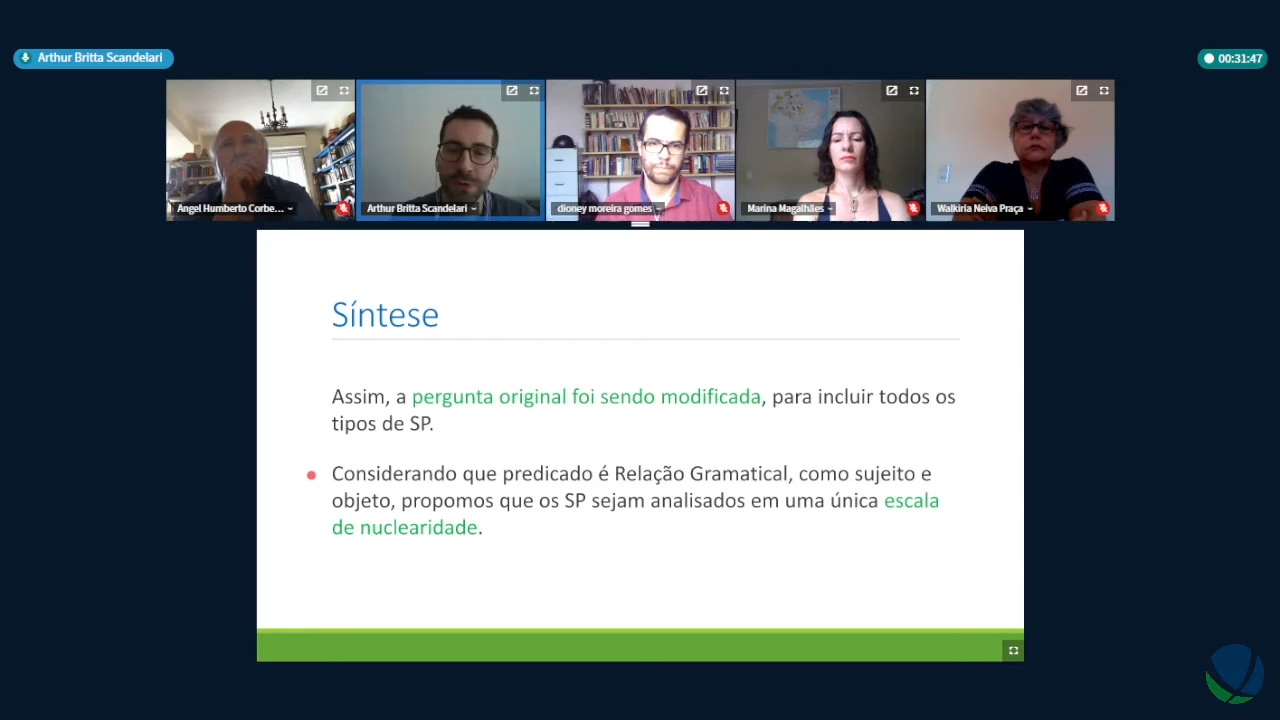 Arthur Britta Scandelari
00:31:47
Angel Humberto Corbe...
Arthur Britta Scandelari
dioney moreira gomes
Marina Magalhães
Walkiria Neiva Praça
Síntese
Assim, a pergunta original foi sendo modificada, para incluir todos os
tipos de SP.
Considerando que predicado é Relação Gramatical, como sujeito e
objeto, propomos que os SP sejam analisados em uma única escala
de nuclearidade.